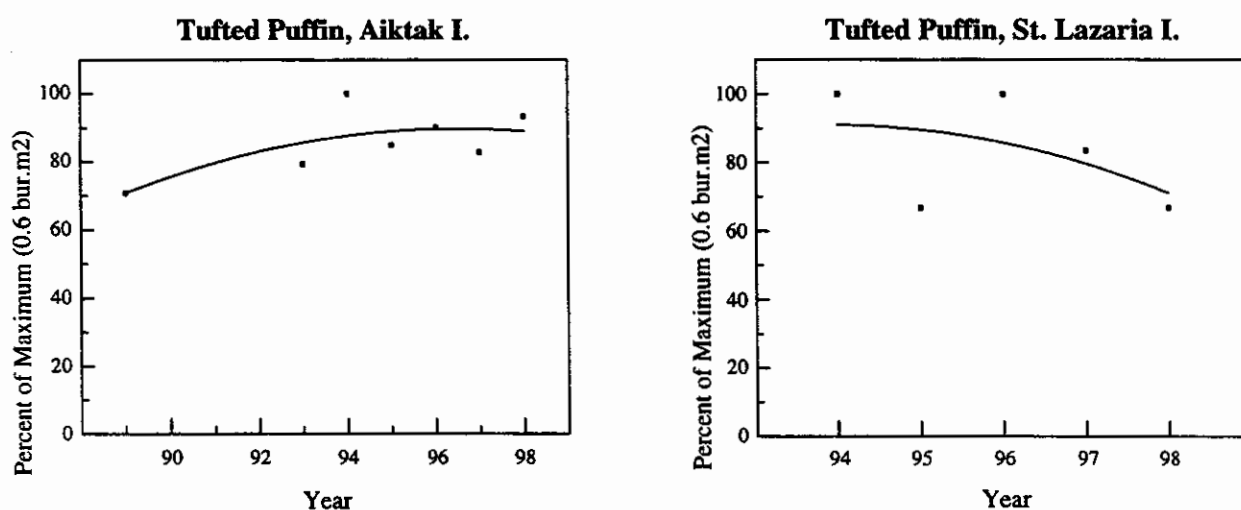 Tufted Puffin, Aiktak I.
Percent of Maximum (0.6 bur.m2)
100
80
60
40
20
0
90 92 94 96 98
Year
Tufted Puffin, St. Lazaria I.
Percent of Maximum (0.6 bur.m2)
100
80
60
40
20
0
94 95 96 97 98
Year